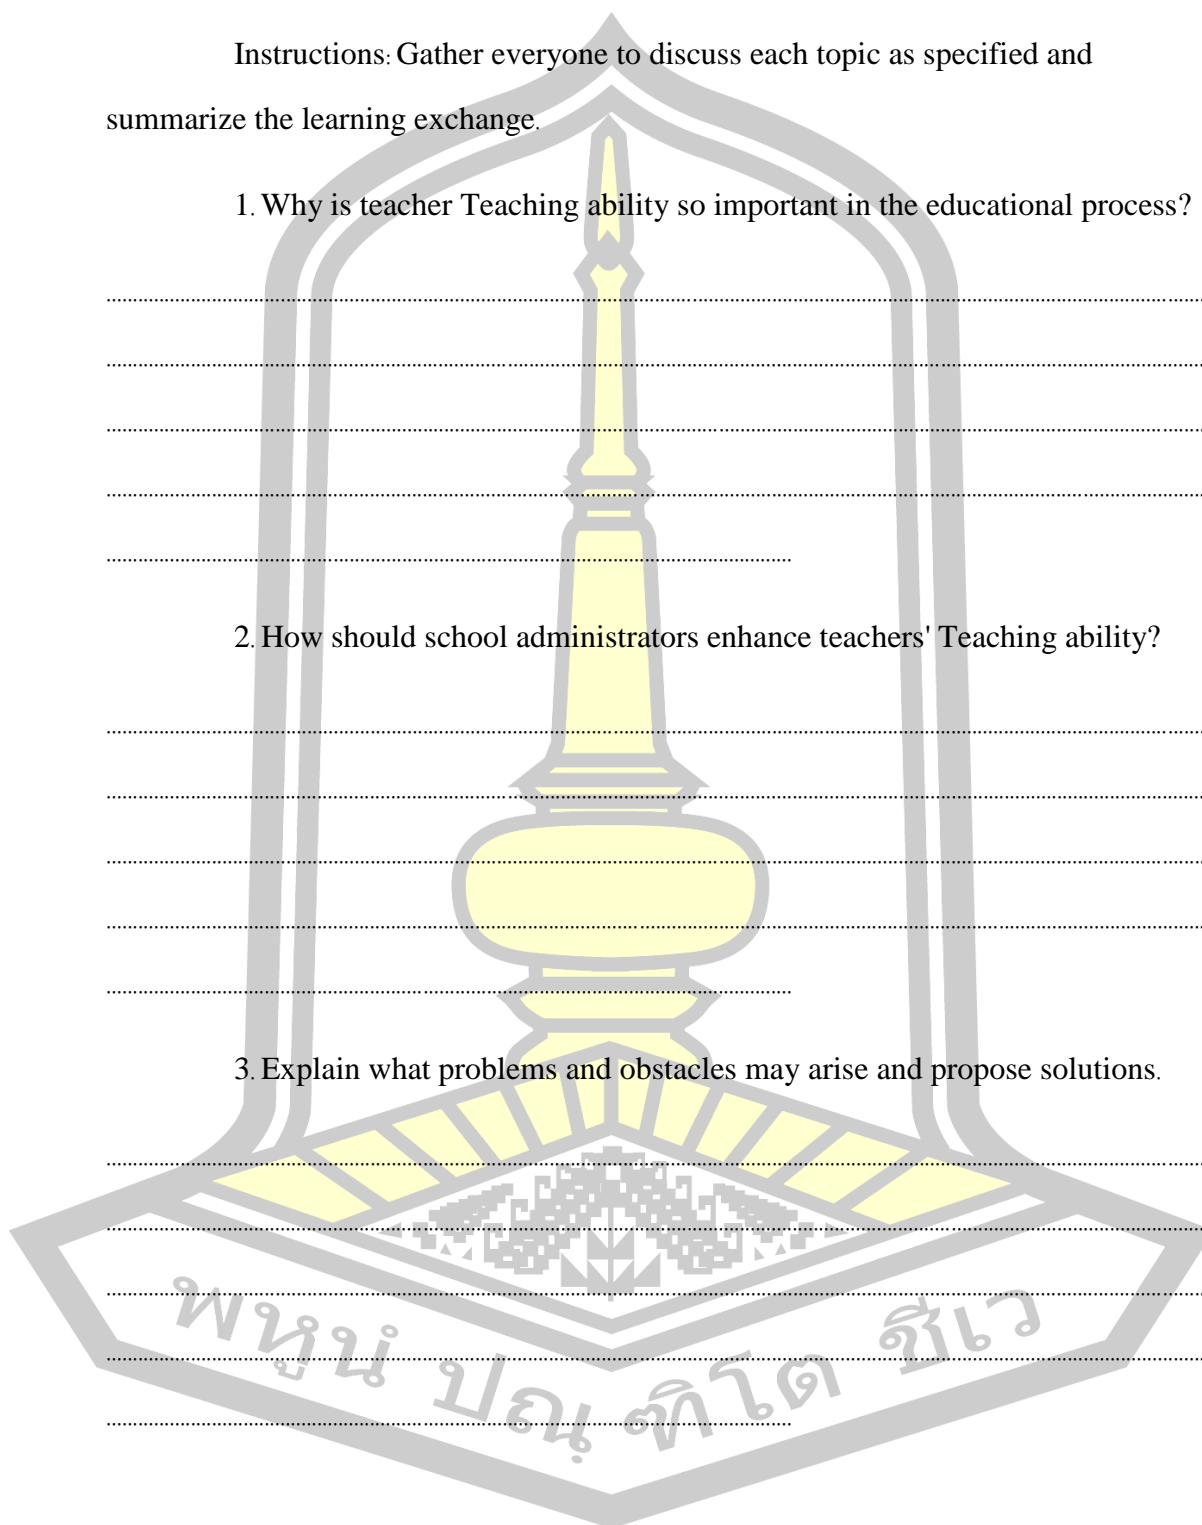 Instructions: Gather everyone to discuss each topic as specified and
summarize the learning exchange.
1. Why is teacher Teaching ability so important in the educational process?
2. How should school administrators enhance teachers' Teaching ability?
3. Explain what problems and obstacles may arise and propose solutions.
พหูนํ ปณฺฑิโต ชีเว